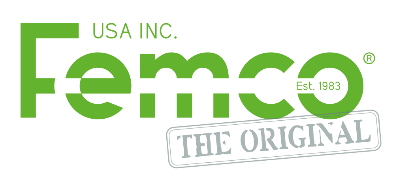 USA INC.
Femco®
Est. 1983
THE ORIGINAL